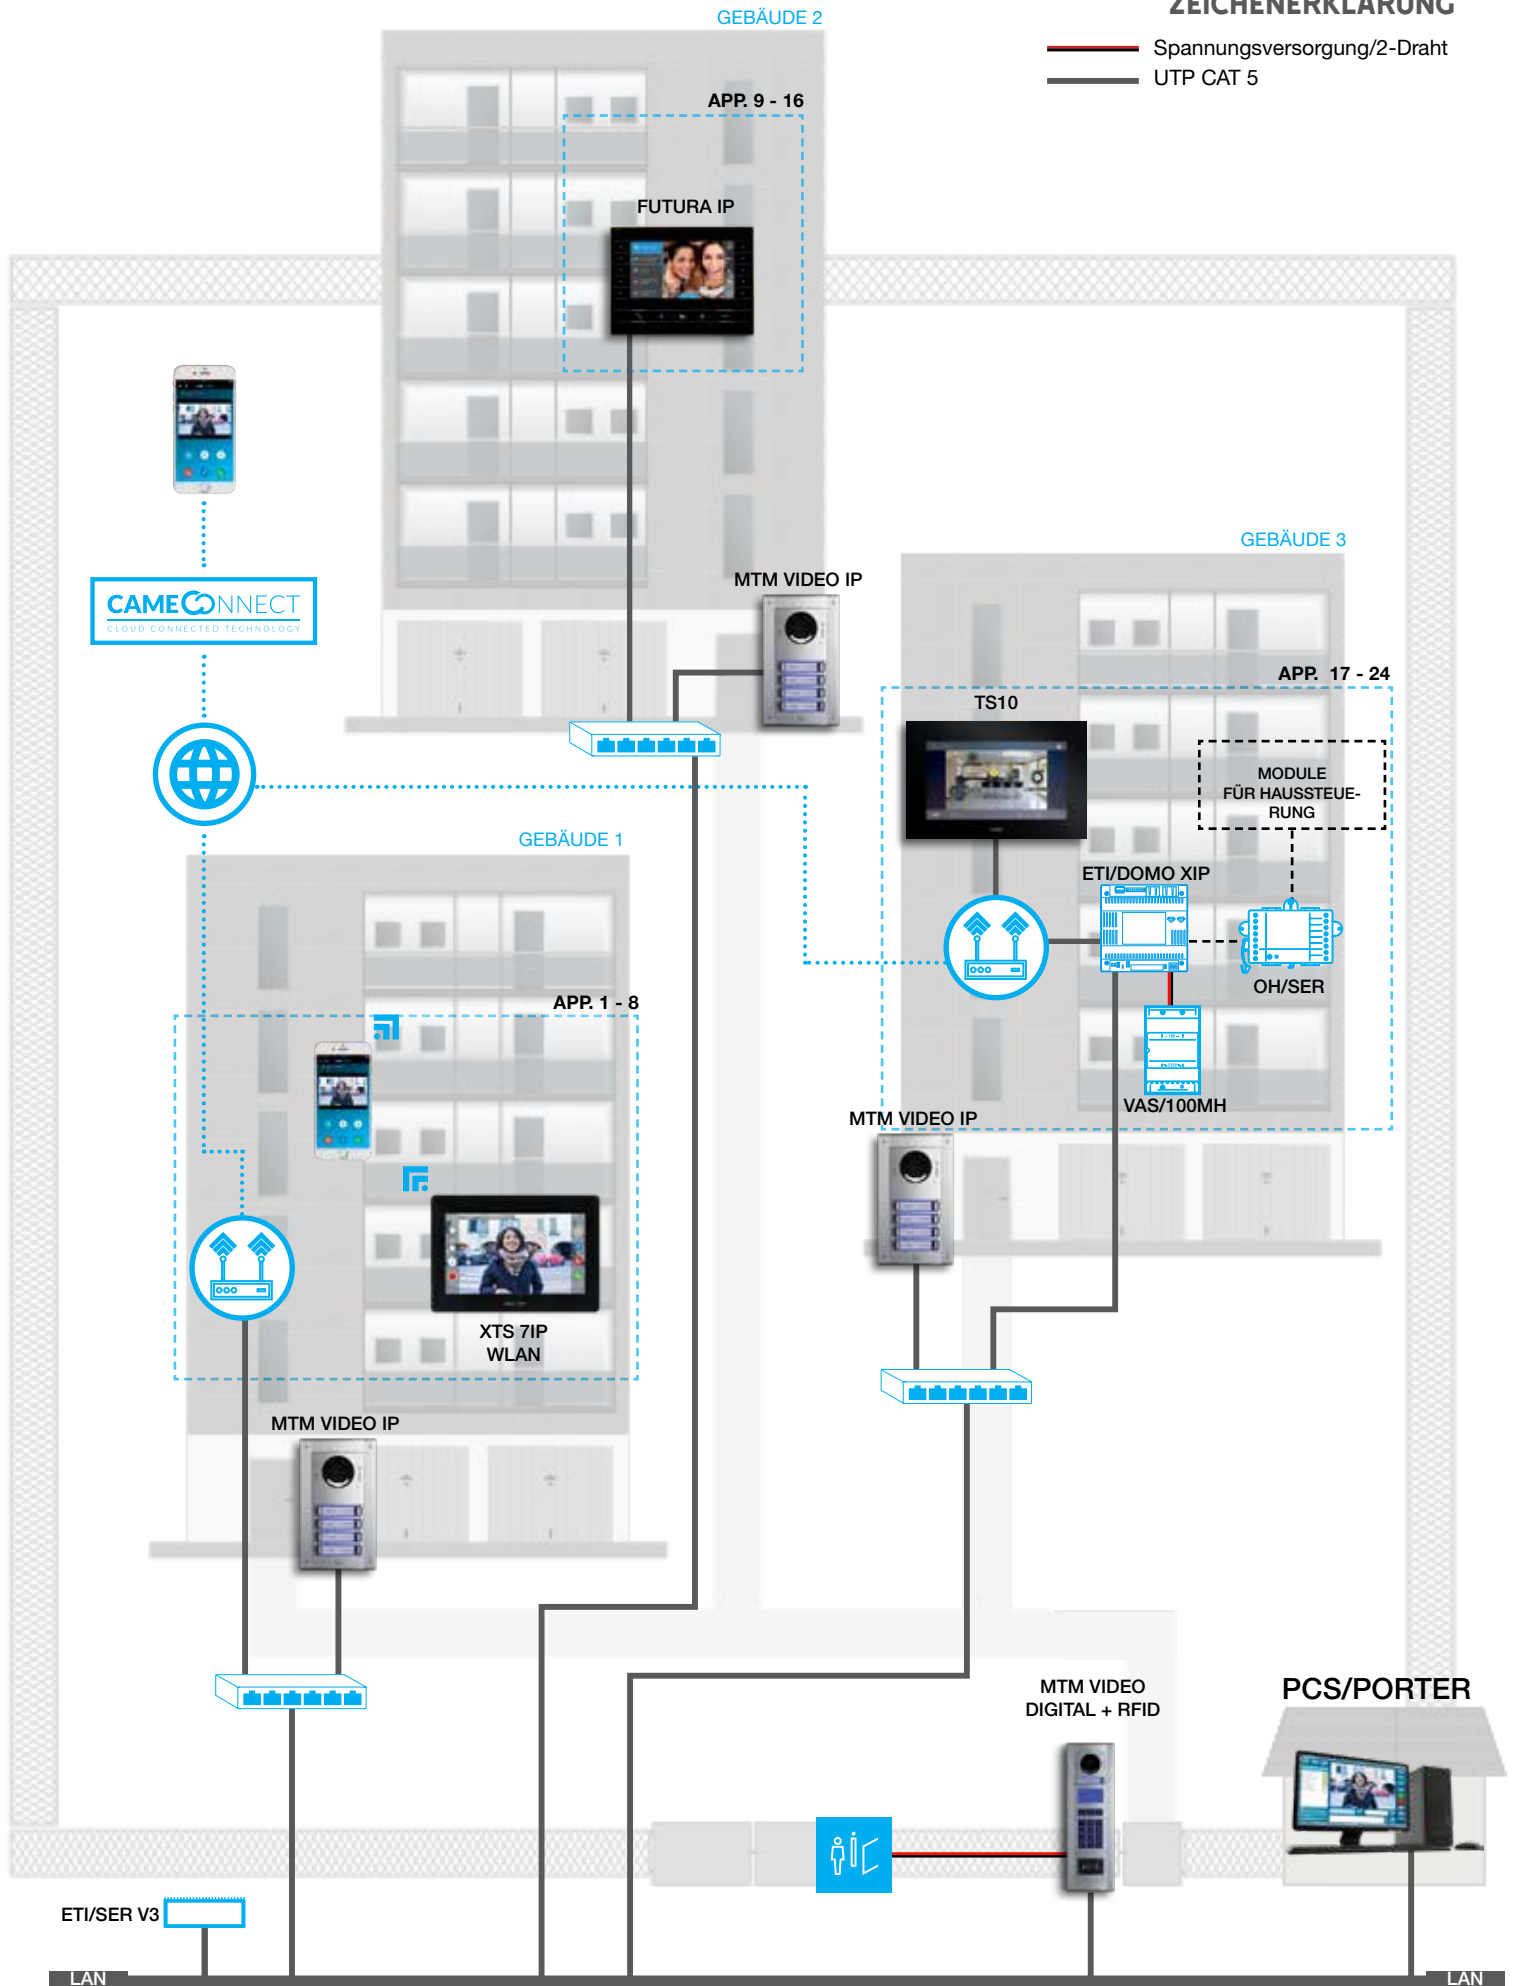 ZEICHENERKLÄRUNG
Spannungsversorgung/2-Draht
UTP CAT 5
GEBÄUDE 2
APP. 9 - 16
FUTURA IP
MTM VIDEO IP
CAMECONNECT
CLOUD CONNECTED TECHNOLOGY
GEBÄUDE 3
APP. 17 - 24
TS10
MODULE
FÜR HAUSSTEUE-
RUNG
ETI/DOMO XIP
OH/SER
VAS/100MH
MTM VIDEO IP
GEBÄUDE 1
APP. 1 - 8
XTS 7IP
WLAN
MTM VIDEO IP
MTM VIDEO
DIGITAL + RFID
PCS/PORTER
ETI/SER V3
LAN
LAN